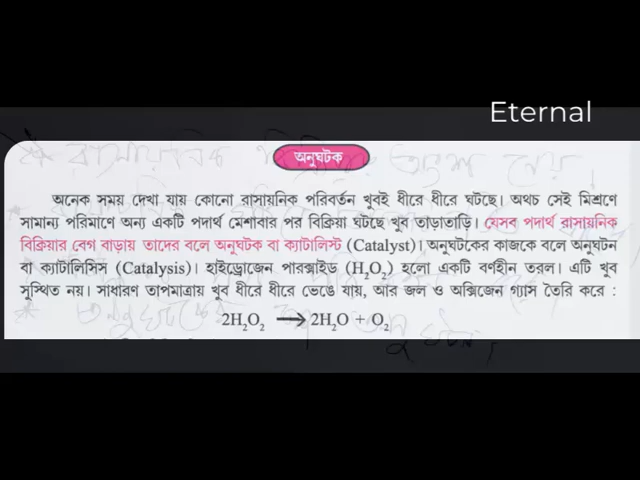 Eternal
অনুঘটক
অনেক সময় দেখা যায় কোনো রাসায়নিক পরিবর্তন খুবই ধীরে ধীরে ঘটছে। অথচ সেই মিশ্রণে
সামান্য পরিমাণে অন্য একটি পদার্থ মেশাবার পর বিক্রিয়া ঘটছে খুব তাড়াতাড়ি। যেসব পদার্থ রাসায়নিক
বিক্রিয়ার বেগ বাড়ায় তাদের বলে অনুঘটক বা ক্যাটালিস্ট (Catalyst)। অনুঘটকের কাজকে বলে অনুঘটন
বা ক্যাটালিসিস (Catalysis)। হাইড্রোজেন পারক্সাইড (H₂O₂) হলো একটি বর্ণহীন তরল। এটি খুব
সুস্থিত নয়। সাধারণ তাপমাত্রায় খুব ধীরে ধীরে ভেঙে যায়, আর জল ও অক্সিজেন গ্যাস তৈরি করে :
2H₂O₂ → 2H₂O + O₂